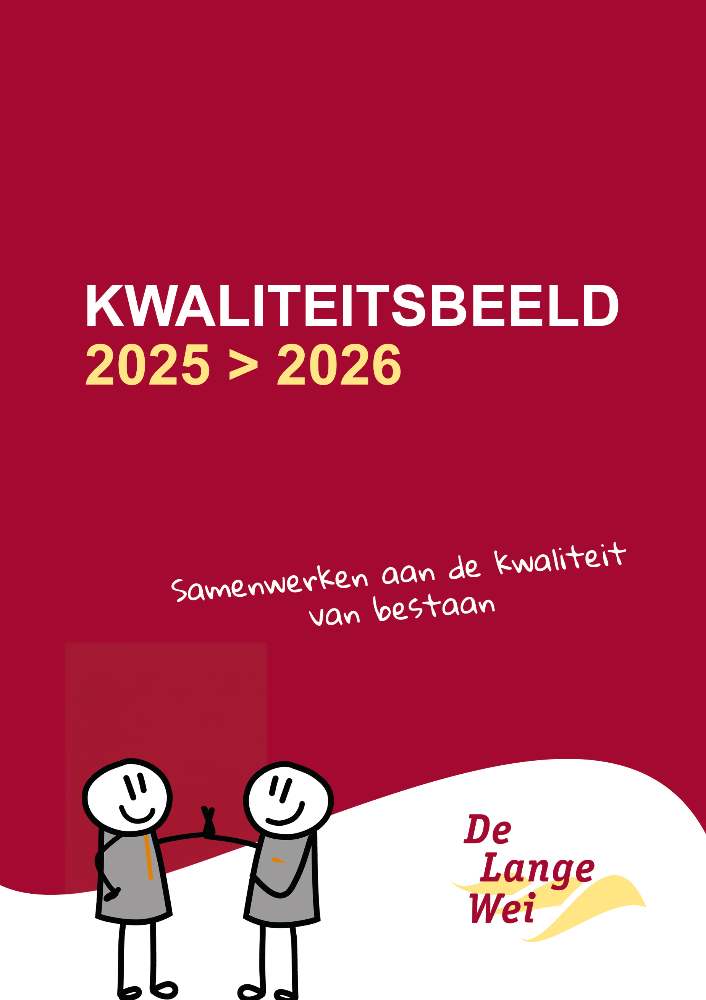 KWALITEITSBEELD
2025 > 2026
samenwerken aan de kwaliteit
van bestaan
De
Lange
Wei